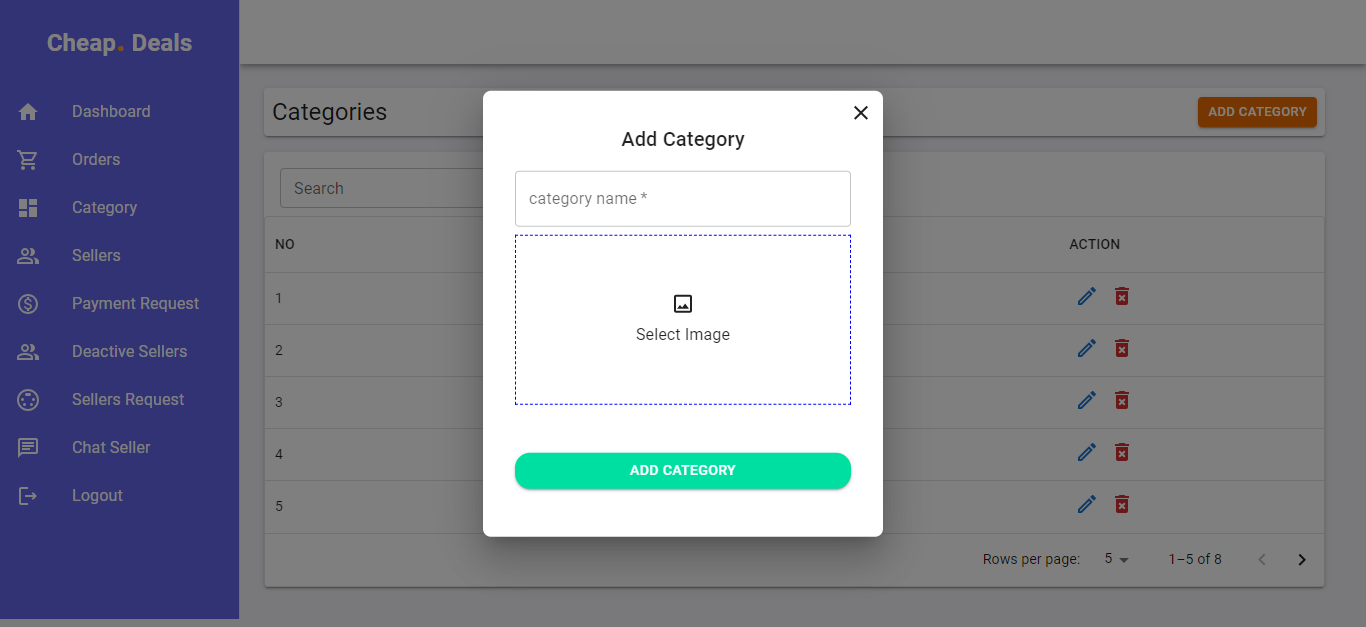 Cheap. Deals
Dashboard
Orders
Category
Sellers
Payment Request
Deactive Sellers
Sellers Request
Chat Seller
Logout
Categories
ADD CATEGORY
Search
NO
ACTION
1
2
3
4
5
Rows per page:
5
1–5 of 8
Add Category
category name *
Select Image
ADD CATEGORY